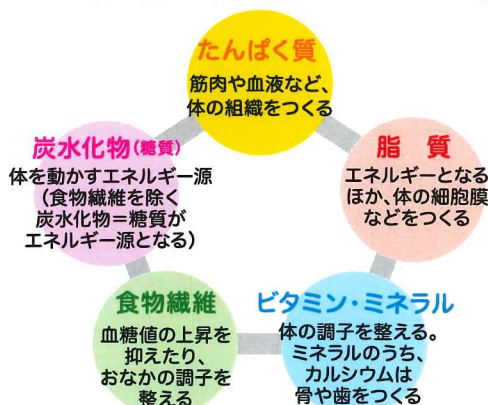 たんぱく質
筋肉や血液など、
体の組織をつくる
炭水化物(糖質)
体を動かすエネルギー源
(食物繊維を除く
炭水化物=糖質が
エネルギー源となる)
脂 質
エネルギーとなる
ほか、体の細胞膜
などをつくる
食物繊維
血糖値の上昇を
抑えたり、
おなかの調子を
整える
ビタミン・ミネラル
体の調子を整える。
ミネラルのうち、
カルシウムは
骨や歯をつくる